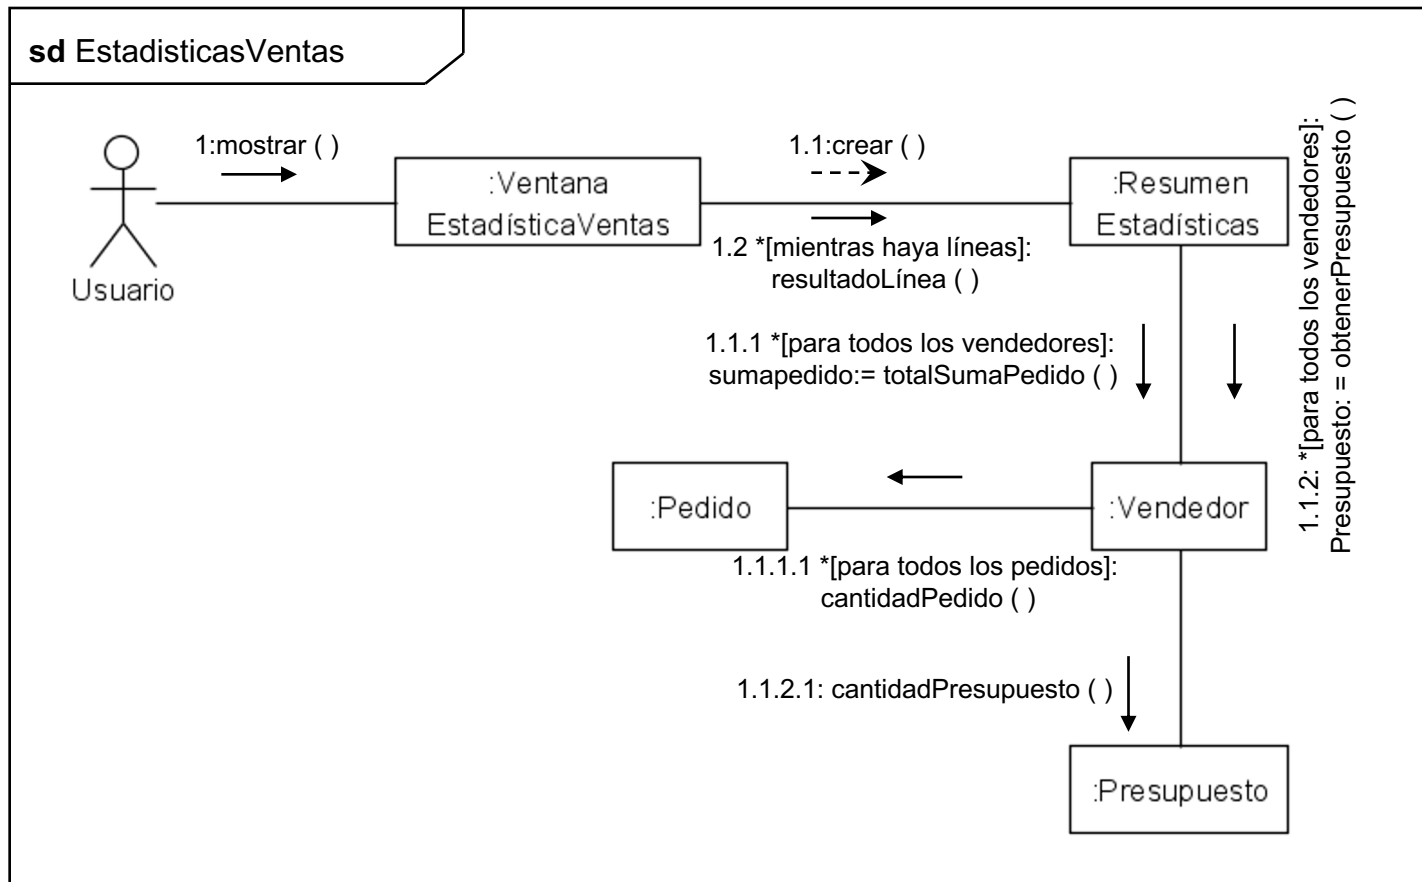 sd EstadisticasVentas
1:mostrar ( )
1.1:crear ( )
:Ventana
EstadísticaVentas
:Resumen
Estadísticas
Usuario
1.2 *[mientras haya líneas]:
resultadoLínea ( )
1.1.2: *[para todos los vendedores]:
Presupuesto: = obtenerPresupuesto ( )
1.1.1 *[para todos los vendedores]:
sumapedido:= totalSumaPedido ( )
:Pedido
:Vendedor
1.1.1.1 *[para todos los pedidos]:
cantidadPedido ( )
1.1.2.1: cantidadPresupuesto ( )
:Presupuesto